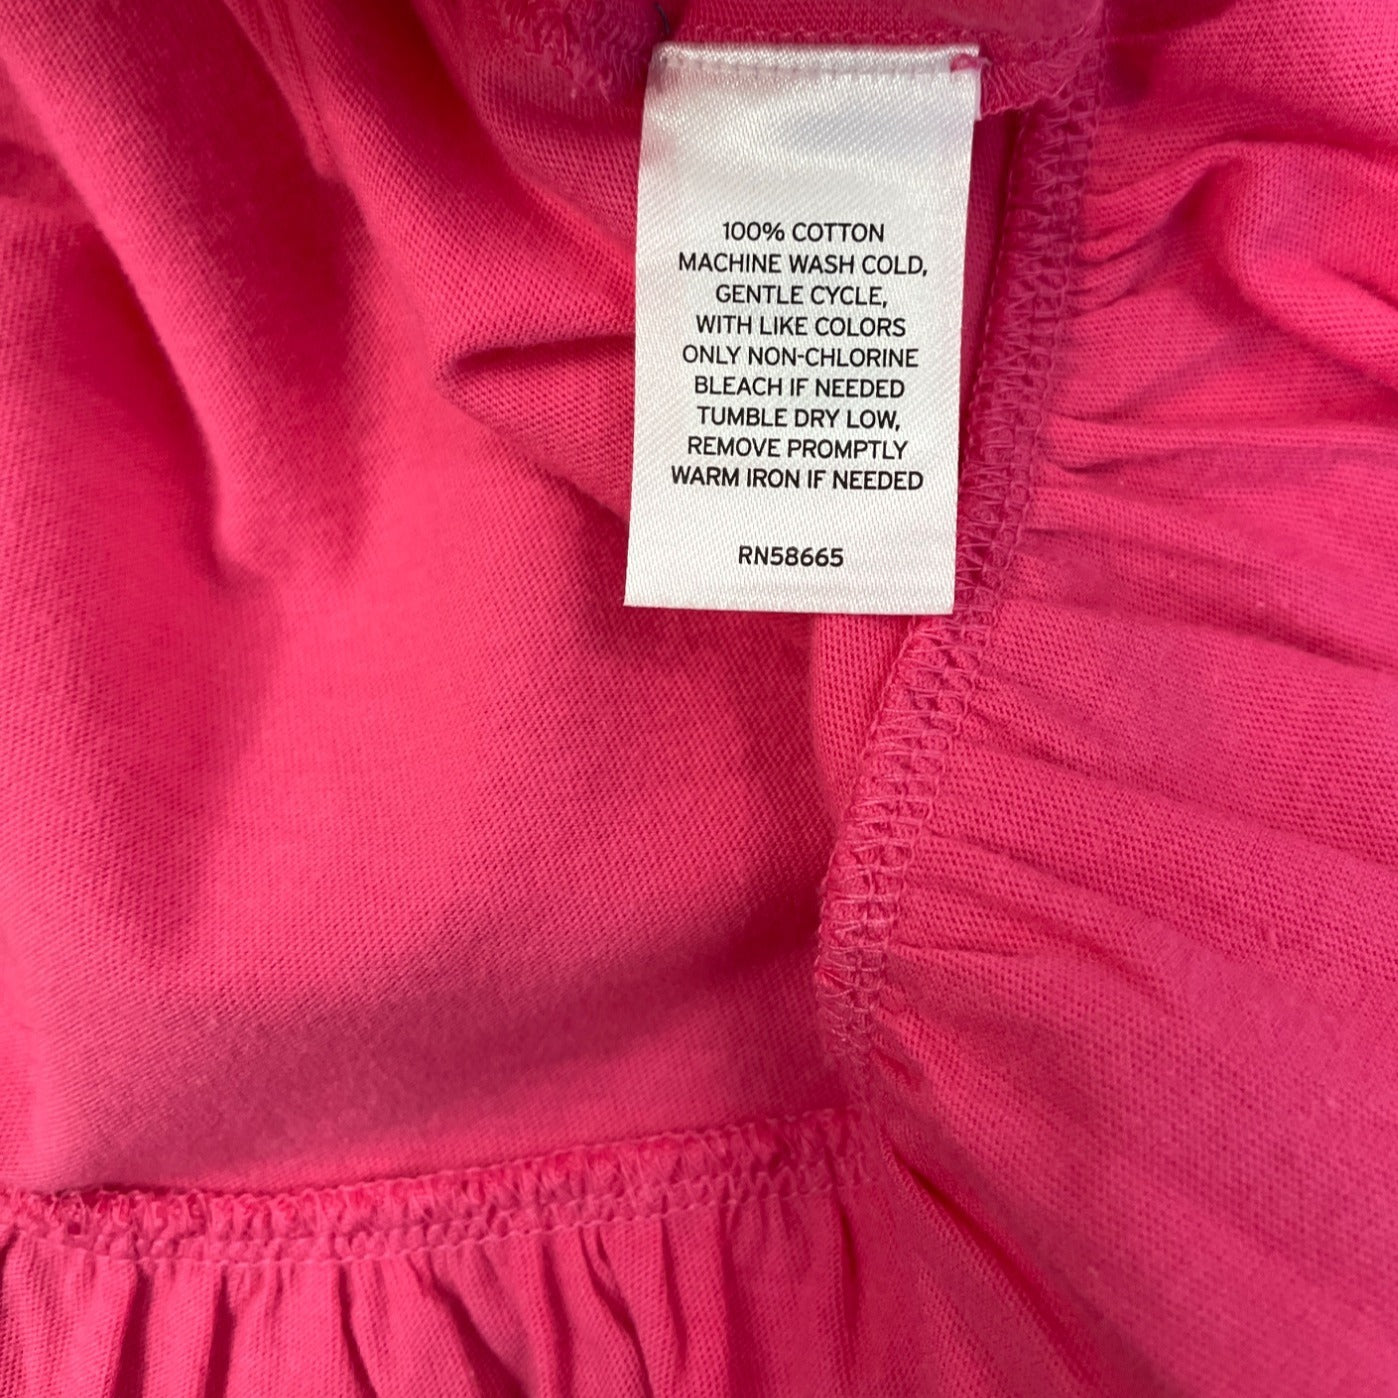 100% COTTON
MACHINE WASH COLD,
GENTLE CYCLE,
WITH LIKE COLORS
ONLY NON-CHLORINE
BLEACH IF NEEDED
TUMBLE DRY LOW,
REMOVE PROMPTLY
WARM IRON IF NEEDED
RN58665